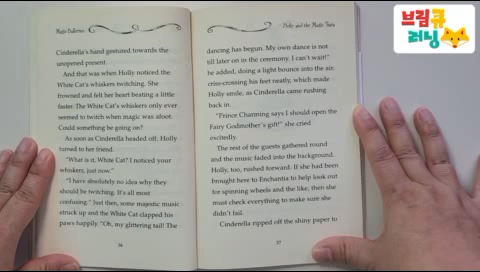 브림큐
러닝
Magic Ballerina
Cinderella's hand gestured towards the
unopened present.
And that was when Holly noticed the
White Cat's whiskers twitching. She
frowned and felt her heart beating a little
faster. The White Cat's whiskers only ever
seemed to twitch when magic was afoot.
Could something be going on?
As soon as Cinderella headed off, Holly
turned to her friend.
"What is it, White Cat? I noticed your
whiskers, just now."
"I have absolutely no idea why they
should be twitching. It's all most
confusing." Just then, some majestic music
struck up and the White Cat clapped his
paws happily. "Oh, my glittering tail! The
36
Holly and the Magic Tiara
dancing has begun. My own dance is not
till later on in the ceremony. I can't wait!"
he added, doing a light bounce into the air,
criss-crossing his feet neatly, which made
Holly smile, as Cinderella came rushing
back in.
"Prince Charming says I should open the
Fairy Godmother's gift!" she cried
excitedly.
The rest of the guests gathered round
and the music faded into the background.
Holly, too, rushed forward. If she had been
brought here to Enchantia to help look out
for spinning wheels and the like, then she
must check everything to make sure she
didn't fail.
Cinderella ripped off the shiny paper to
37